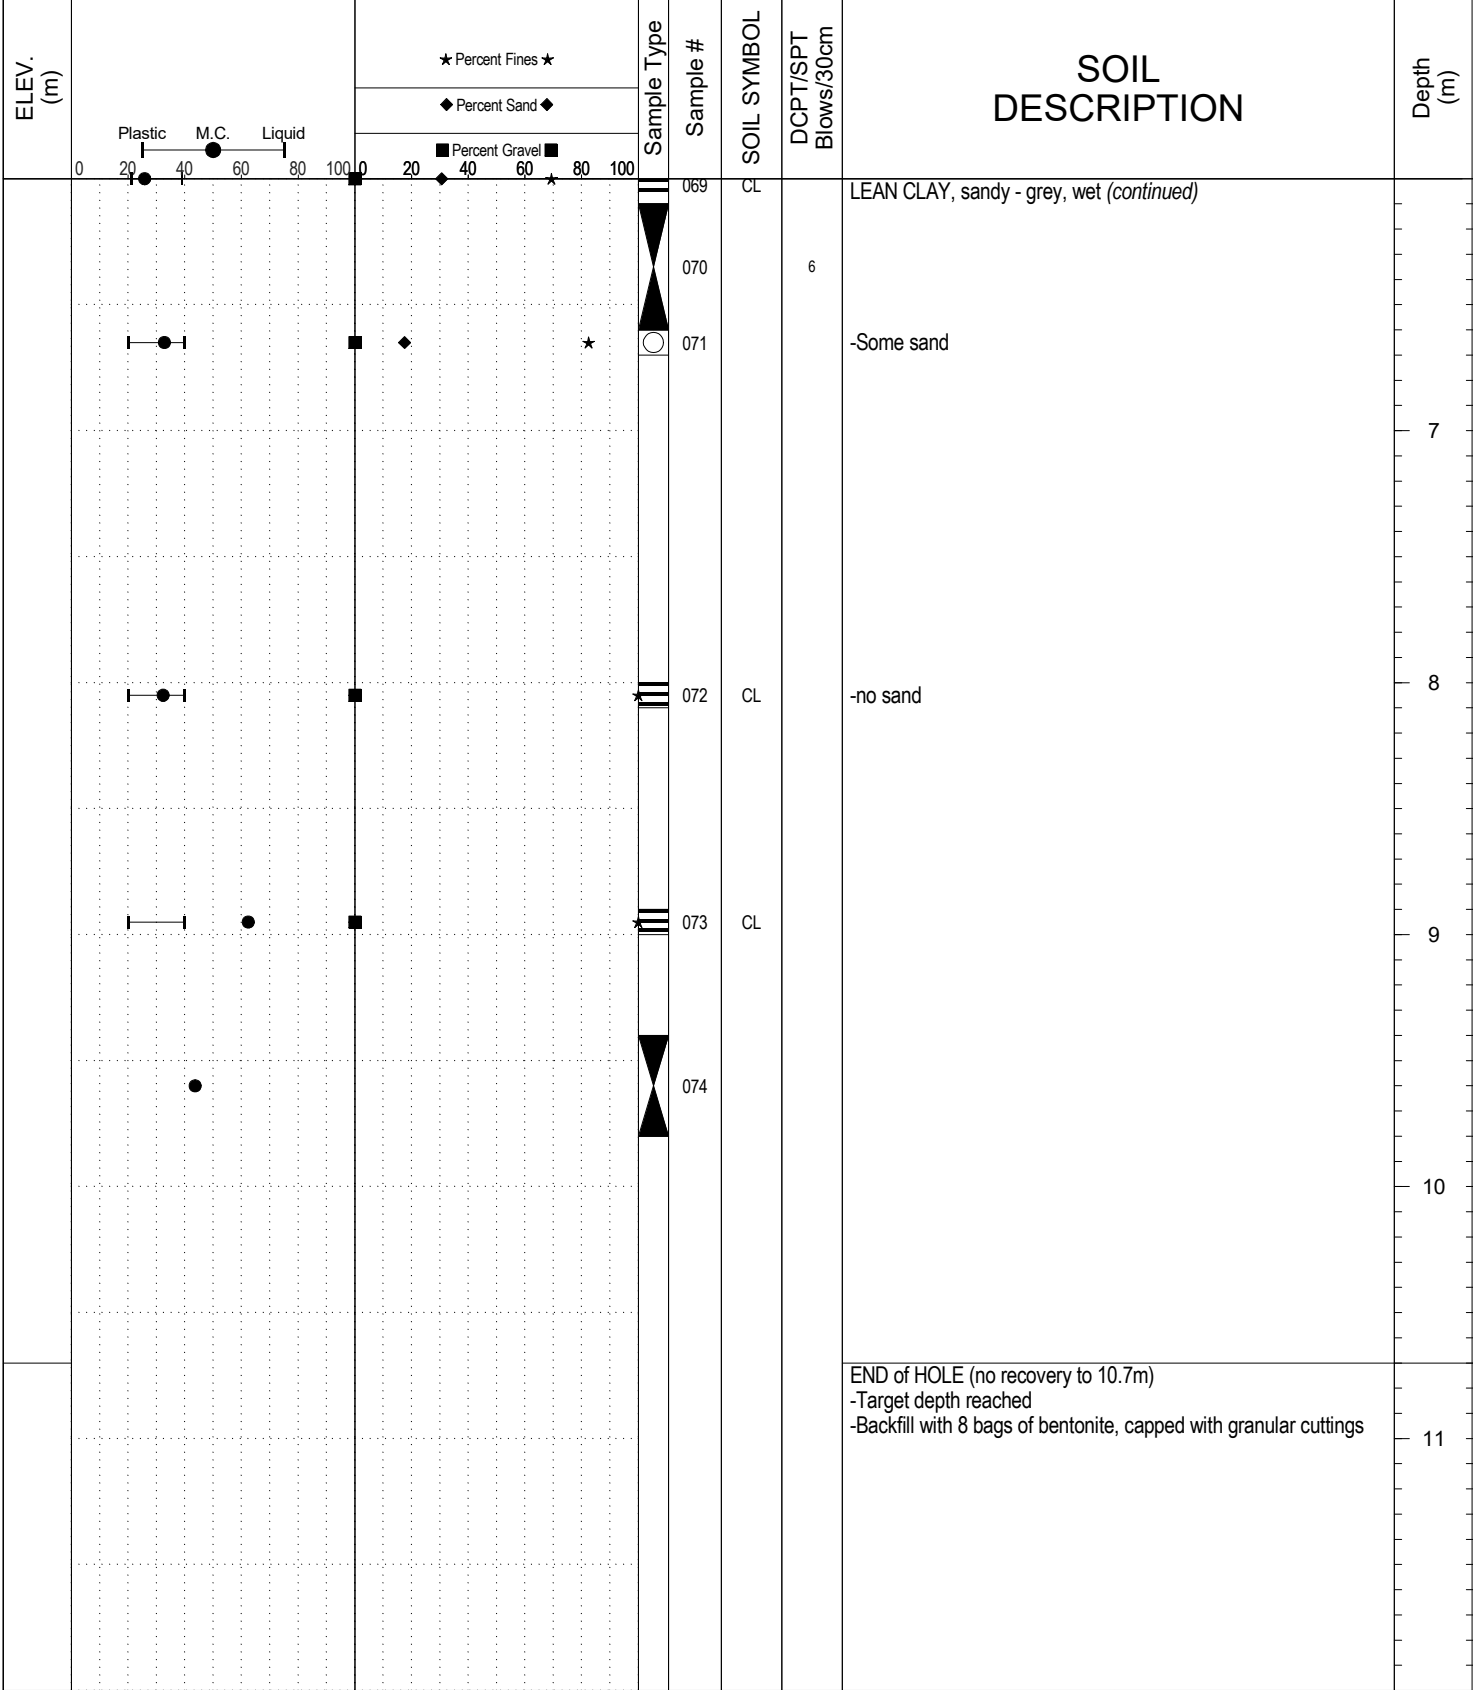 ELEV.
(m)
Plastic M.C. Liquid
0 20 40 60 80 100
★ Percent Fines ★
◆ Percent Sand ◆
■ Percent Gravel ■
0 20 40 60 80 100
Sample Type
Sample #
SOIL SYMBOL
DCPT/SPT
Blows/30cm
SOIL
DESCRIPTION
Depth
(m)
069 CL LEAN CLAY, sandy - grey, wet (continued)
070 6
071 -Some sand
7
8
072 CL -no sand
073 CL
9
074
10
END of HOLE (no recovery to 10.7m)
-Target depth reached
-Backfill with 8 bags of bentonite, capped with granular cuttings
11